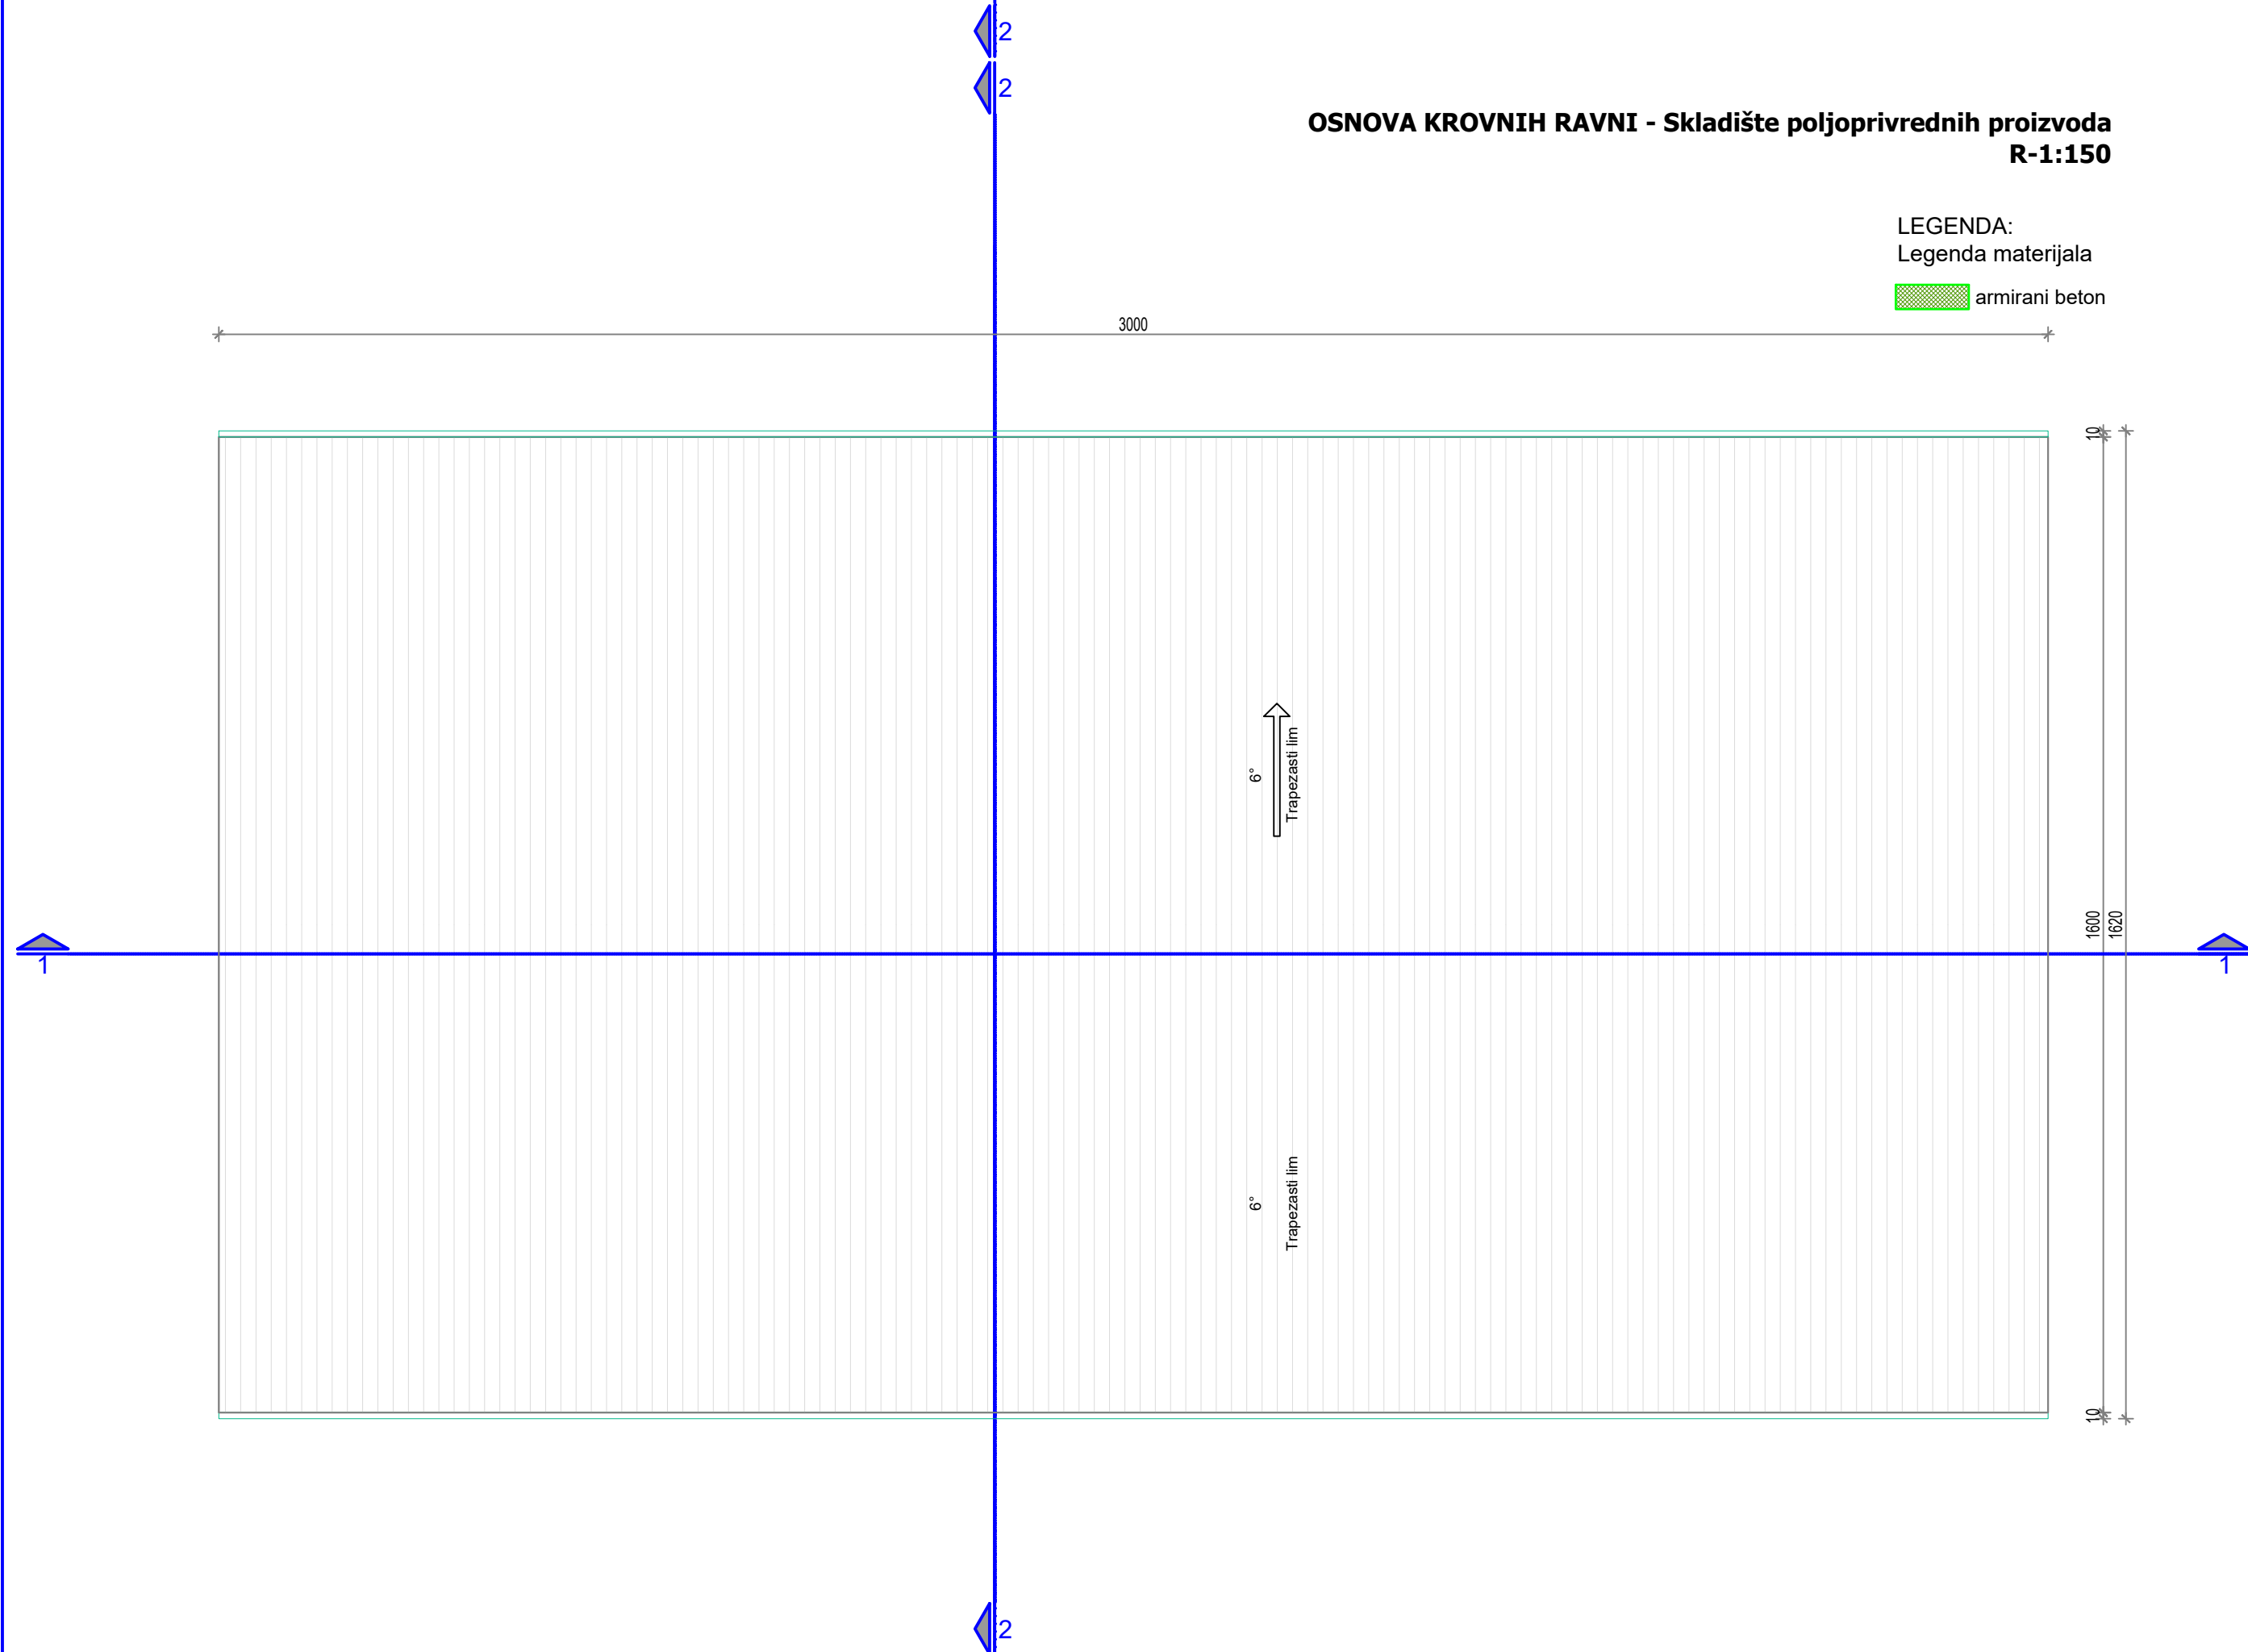 2
2
OSNOVA KROVNIH RAVNI - Skladište poljoprivrednih proizvoda
R-1:150
LEGENDA:
Legenda materijala
armirani beton
3000
10
6°
Trapezasti lim
1600
1620
1
1
6°
Trapezasti lim
10
2